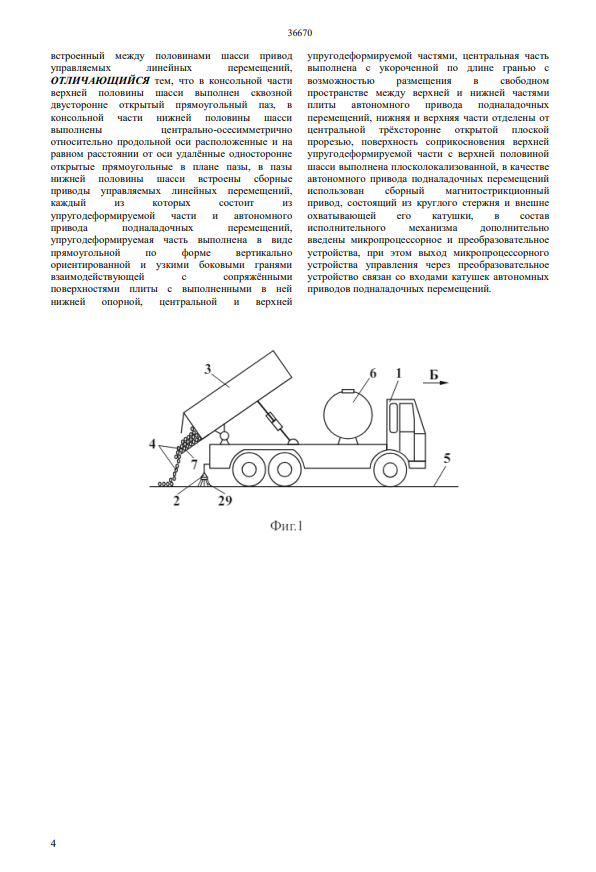 36670
встроенный между половинами шасси привод
управляемых линейных перемещений,
ОТЛИЧАЮЩИЙСЯ тем, что в консольной части
верхней половины шасси выполнен сквозной
двусторонне открытый прямоугольный паз, в
консольной части нижней половины шасси
выполнены центрально-осесимметрично
относительно продольной оси расположенные и на
равном расстоянии от оси удалённые односторонне
открытые прямоугольные в плане пазы, в пазы
нижней половины шасси встроены сборные
приводы управляемых линейных перемещений,
каждый из которых состоит из
упругодеформируемой части и автономного
привода подналадочных перемещений,
упругодеформируемая часть выполнена в виде
прямоугольной по форме вертикально
ориентированной и узкими боковыми гранями
взаимодействующей с сопряжёнными
поверхностями плиты с выполненными в ней
нижней опорной, центральной и верхней
упругодеформируемой частями, центральная часть
выполнена с укороченной по длине гранью с
возможностью размещения в свободном
пространстве между верхней и нижней частями
плиты автономного привода подналадочных
перемещений, нижняя и верхняя части отделены от
центральной трёхсторонне открытой плоской
прорезью, поверхность соприкосновения верхней
упругодеформируемой части с верхней половиной
шасси выполнена плосколокализованной, в качестве
автономного привода подналадочных перемещений
использован сборный магнитострикционный
привод, состоящий из круглого стержня и внешне
охватывающей его катушки, в состав
исполнительного механизма дополнительно
введены микропроцессорное и преобразовательное
устройства, при этом выход микропроцессорного
устройства управления через преобразовательное
устройство связан со входами катушек автономных
приводов подналадочных перемещений.
3
6
1
Б
4
7
5
2
29
Фиг.1
4